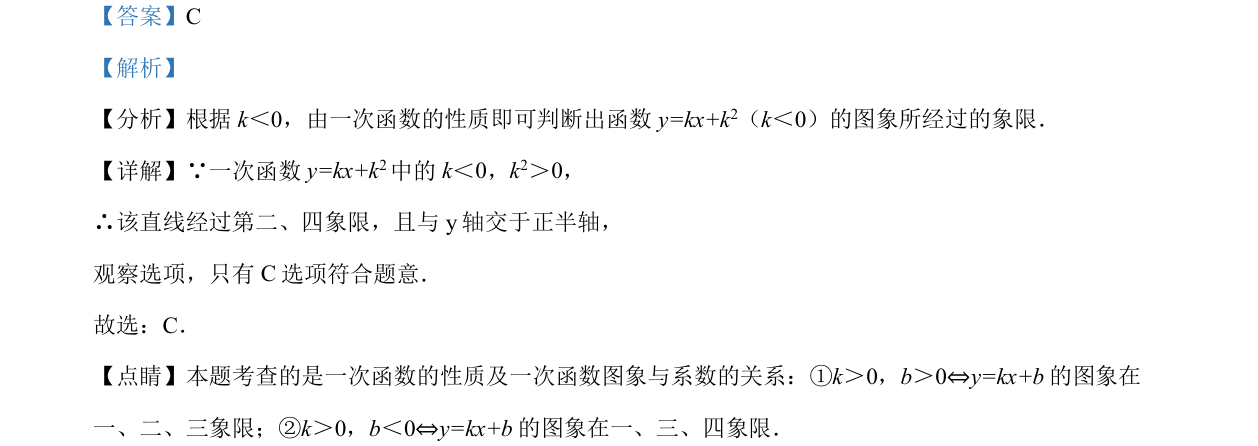 【答案】C
【解析】
【分析】根据 k＜0，由一次函数的性质即可判断出函数 y=kx+k²（k＜0）的图象所经过的象限．
【详解】∵一次函数 y=kx+k² 中的 k＜0，k²＞0，
∴该直线经过第二、四象限，且与 y 轴交于正半轴，
观察选项，只有 C 选项符合题意．
故选：C．
【点睛】本题考查的是一次函数的性质及一次函数图象与系数的关系：①k＞0，b＞0⇔y=kx+b 的图象在
一、二、三象限；②k＞0，b＜0⇔y=kx+b 的图象在一、三、四象限．